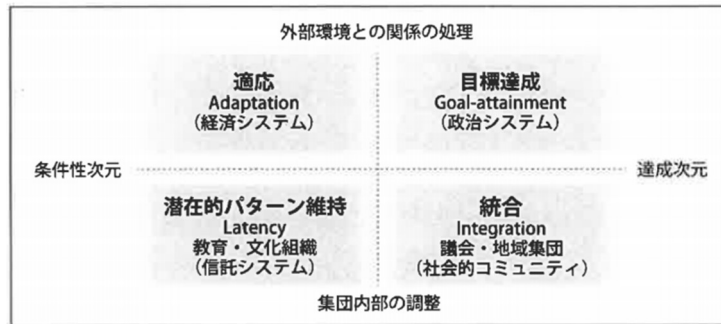 外部環境との関係の処理
適応
Adaptation
(経済システム)
目標達成
Goal-attainment
(政治システム)
条件性次元
達成次元
潜在的パターン維持
Latency
教育・文化組織
(信託システム)
統合
Integration
議会・地域集団
(社会的コミュニティ)
集団内部の調整